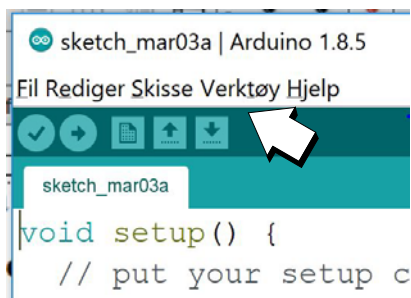 sketch_mar03a | Arduino 1.8.5
Fil Rediger Skisse Verktøy Hjelp
sketch_mar03a
void setup() {
// put your setup c